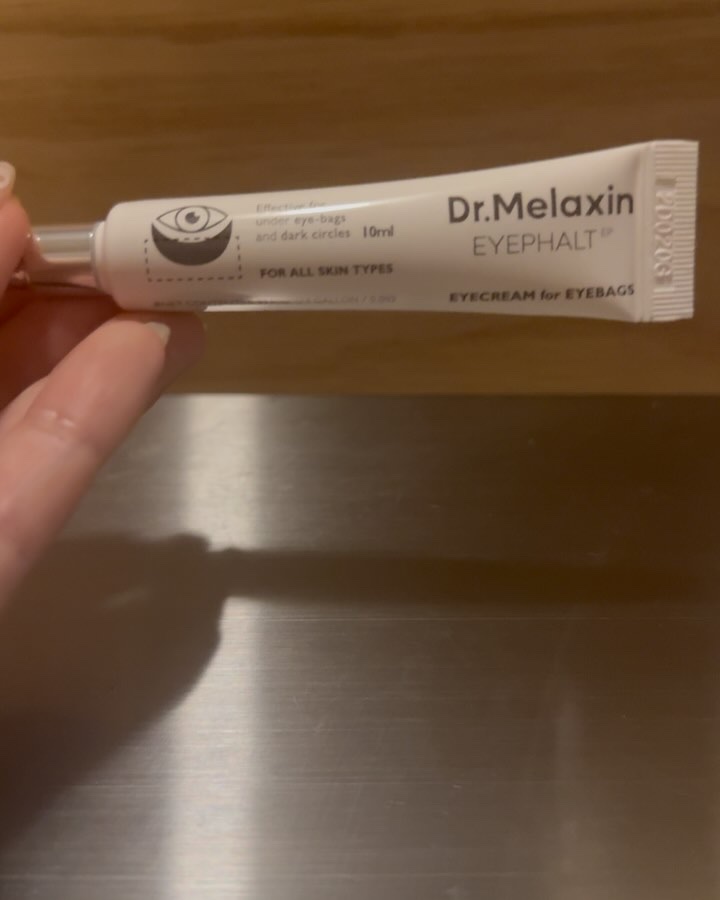 Effective for
under eye-bags
and dark circles 10ml
FOR ALL SKIN TYPES
Dr.Melaxin
EYEPHALT EP
EYECREAM for EYEBAGS